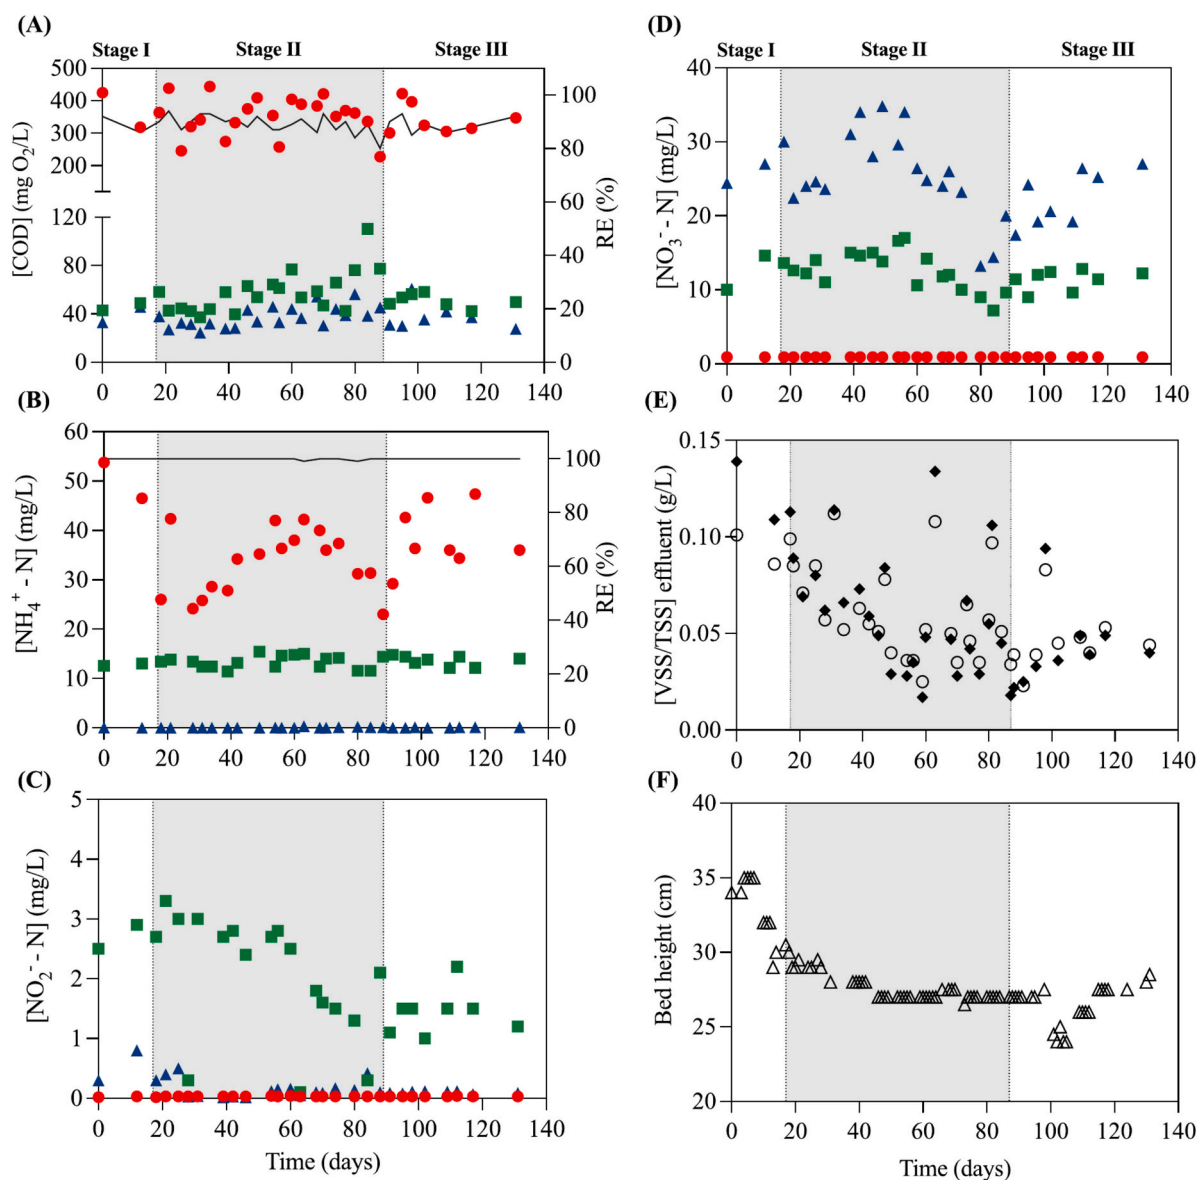 (A)
Stage I
Stage II
Stage III
500
400
300
200
120
80
40
0
[COD] (mg O₂/L)
100
80
60
40
20
0
RE (%)
0 20 40 60 80 100 120 140
(B)
60
50
40
30
20
10
0
[NH₄⁺ - N] (mg/L)
100
80
60
40
20
0
RE (%)
0 20 40 60 80 100 120 140
(C)
5
4
3
2
1
0
[NO₂⁻ - N] (mg/L)
0 20 40 60 80 100 120 140
Time (days)
(D)
Stage I
Stage II
Stage III
40
30
20
10
0
[NO₃⁻ - N] (mg/L)
0 20 40 60 80 100 120 140
(E)
0.15
0.10
0.05
0.00
[VSS/TSS] effluent (g/L)
0 20 40 60 80 100 120 140
(F)
40
35
30
25
20
Bed height (cm)
0 20 40 60 80 100 120 140
Time (days)